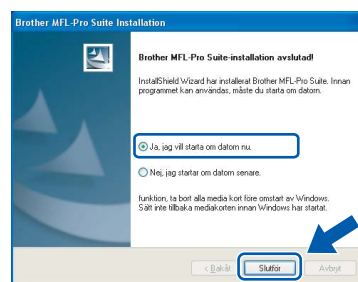 Brother MFL-Pro Suite Installation
Brother MFL-Pro Suite-installation avslutad!
InstallShield Wizard har installerat Brother MFL-Pro Suite. Innan
programmet kan användas, måste du starta om datorn.
Ja, jag vill starta om datorn nu.
Nej, jag startar om datorn senare.
funktion, ta bort alla media kort före omstart av Windows.
Sätt inte tillbaka mediakorten innan Windows har startat.
< Bakåt
Slutför
Avbryt